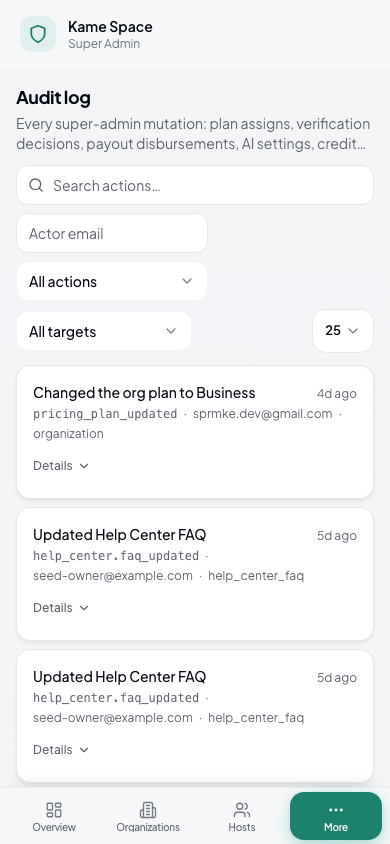 Kame Space
Super Admin
Audit log
Every super-admin mutation: plan assigns, verification
decisions, payout disbursements, AI settings, credit…
Search actions…
Actor email
All actions
All targets
25
Changed the org plan to Business
4d ago
pricing_plan_updated · sprmke.dev@gmail.com ·
organization
Details
Updated Help Center FAQ
5d ago
help_center.faq_updated ·
seed-owner@example.com · help_center_faq
Details
Updated Help Center FAQ
5d ago
help_center.faq_updated ·
seed-owner@example.com · help_center_faq
Details
Overview
Organizations
Hosts
More